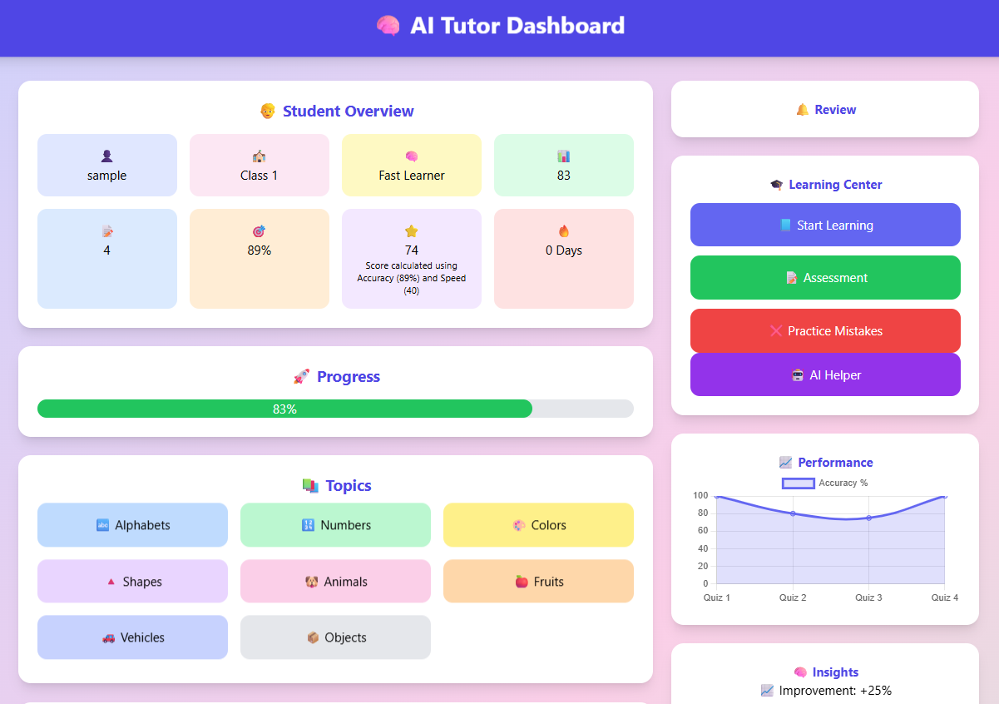 AI Tutor Dashboard
Student Overview
sample
Class 1
Fast Learner
83
4
89%
74
Score calculated using
Accuracy (89%) and Speed
(40)
0 Days
Progress
83%
Topics
abc Alphabets
Numbers
Colors
Shapes
Animals
Fruits
Vehicles
Objects
Review
Learning Center
Start Learning
Assessment
Practice Mistakes
AI Helper
Performance
Accuracy %
100
80
60
40
20
0
Quiz 1
Quiz 2
Quiz 3
Quiz 4
Insights
Improvement: +25%